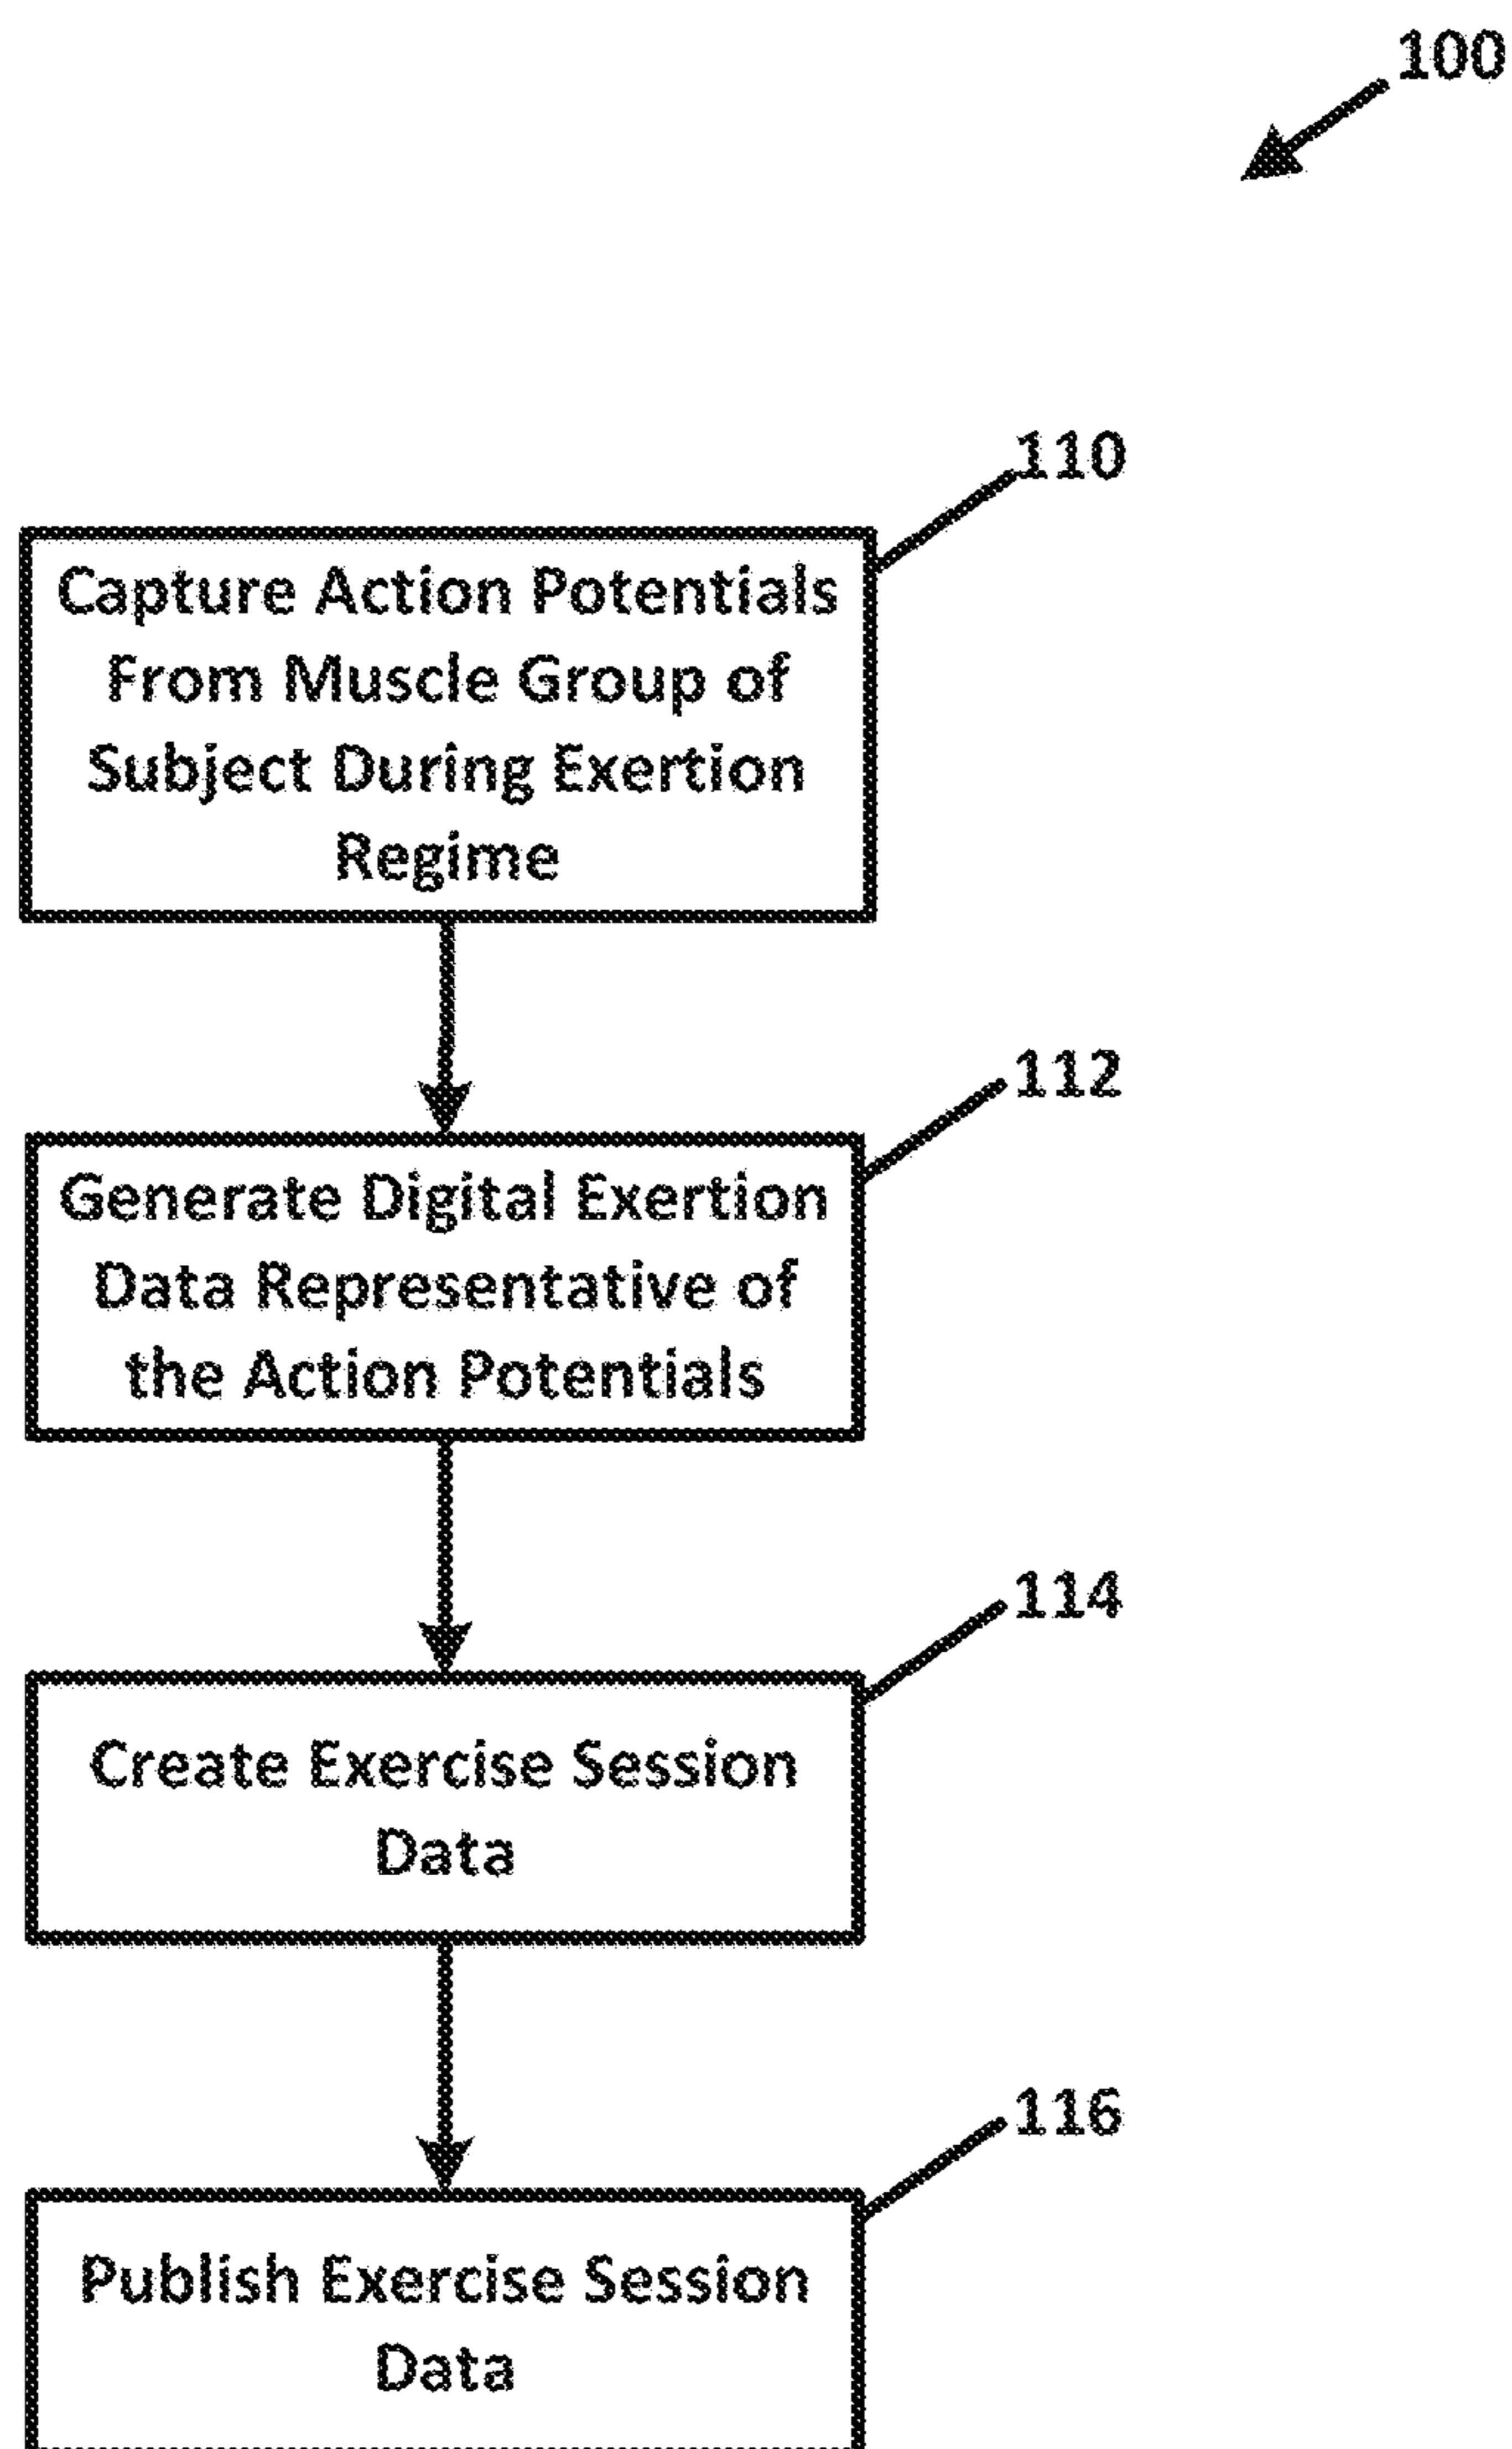 100
110
Capture Action Potentials
From Muscle Group of
Subject During Exertion
Regime
112
Generate Digital Exertion
Data Representative of
the Action Potentials
114
Create Exercise Session
Data
116
Publish Exercise Session
Data